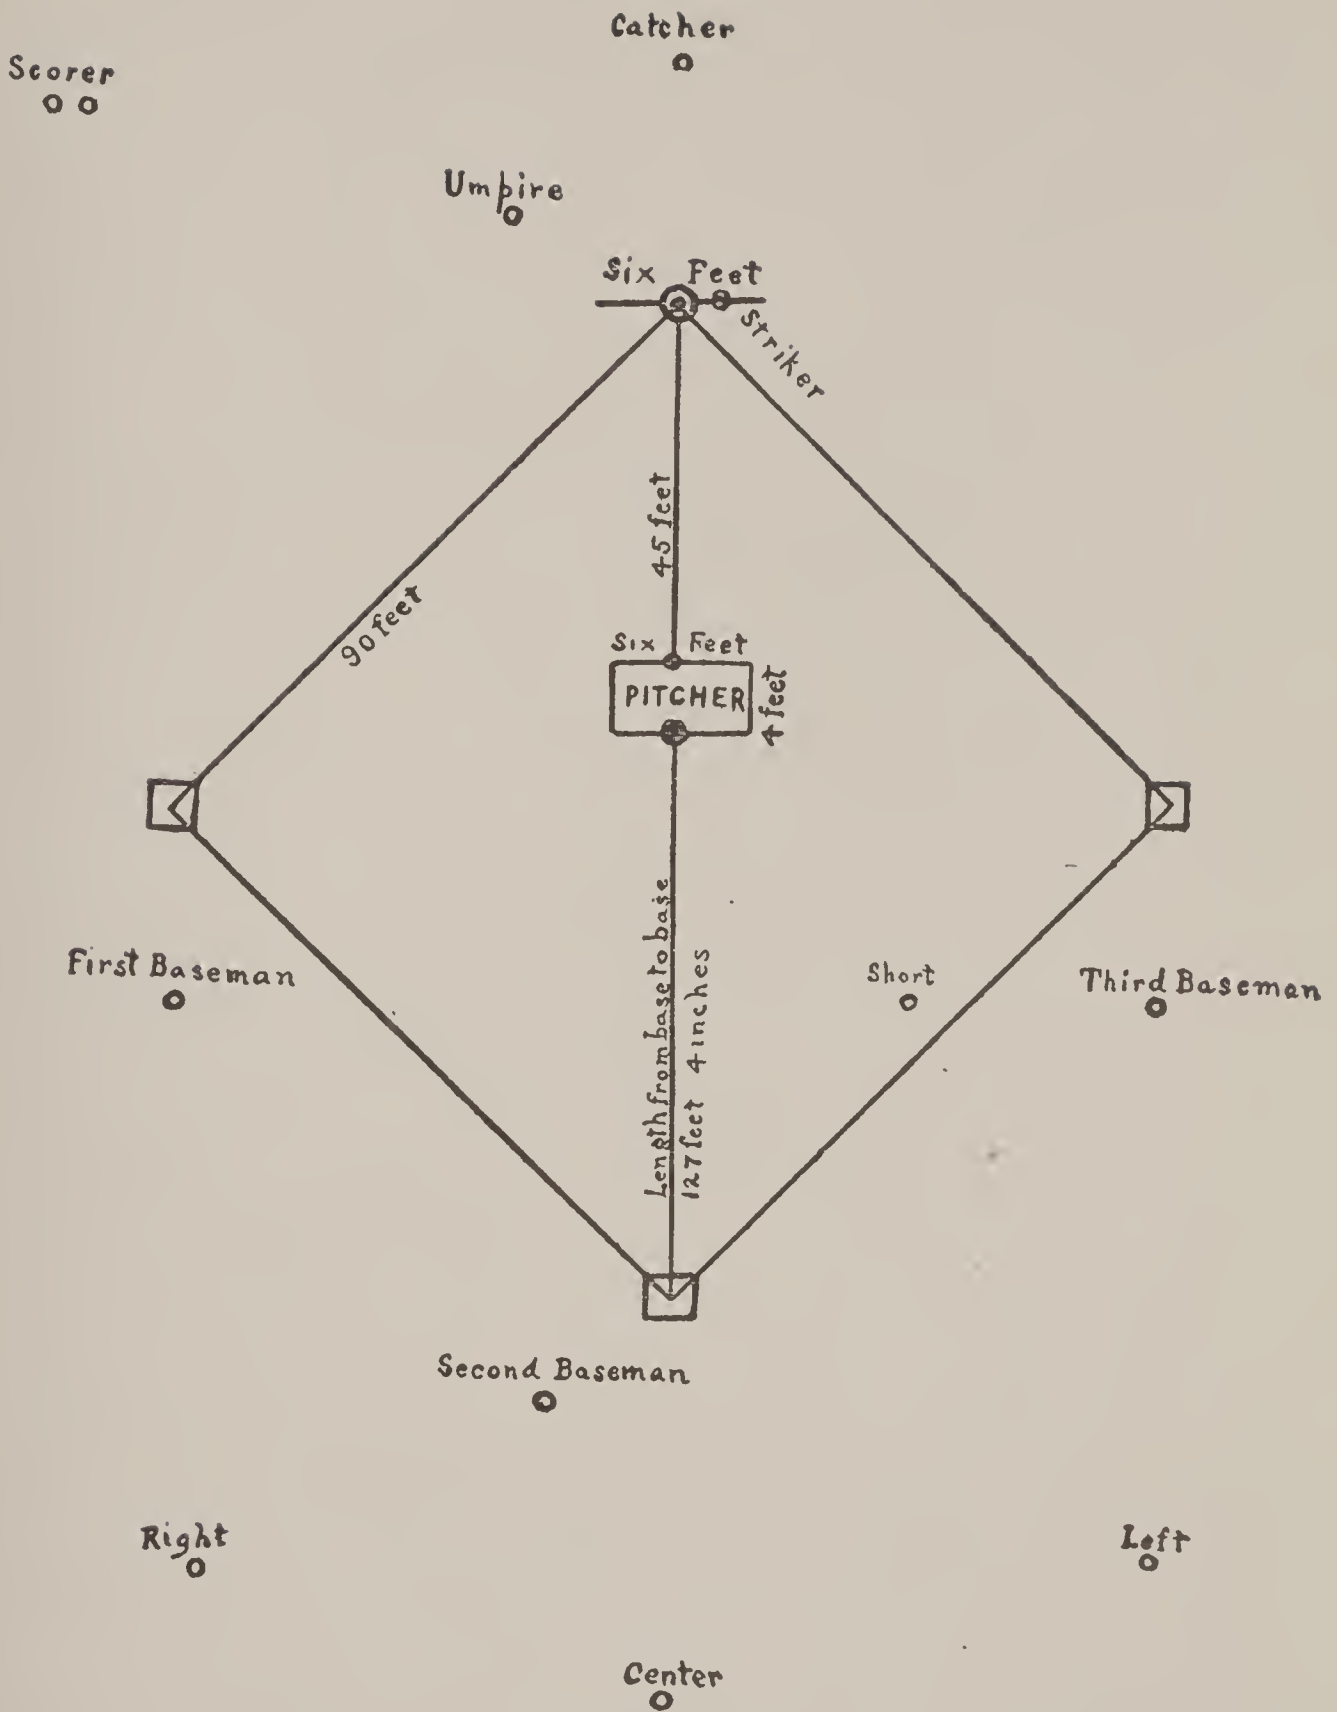 Catcher
Scorer
Umpire
Six Feet
Striker
45 feet
90 feet
Six Feet
PITCHER
4 feet
First Baseman
Length from base to base
127 feet 4 inches
Short
Third Baseman
Second Baseman
Right
Left
Center